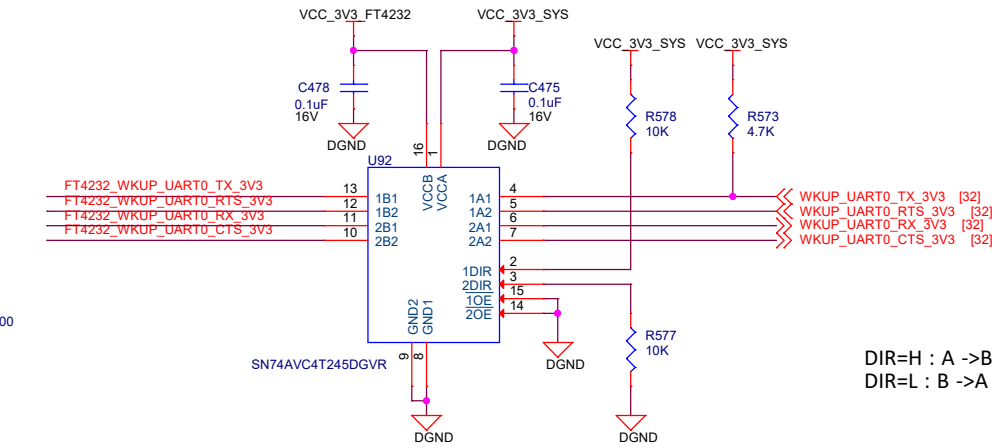 VCC_3V3_FT4232 VCC_3V3_SYS
VCC_3V3_SYS VCC_3V3_SYS
C478
0.1uF
16V
DGND
C475
0.1uF
16V
DGND
R578
10K
R573
4.7K
U92
16 1
VCCB VCCA
FT4232_WKUP_UART0_TX_3V3 13 1B1 1A1 4 WKUP_UART0_TX_3V3 [32]
FT4232_WKUP_UART0_RTS_3V3 12 1B2 1A2 5 WKUP_UART0_RTS_3V3 [32]
FT4232_WKUP_UART0_RX_3V3 11 2B1 2A1 6 WKUP_UART0_RX_3V3 [32]
FT4232_WKUP_UART0_CTS_3V3 10 2B2 2A2 7 WKUP_UART0_CTS_3V3 [32]
1DIR 2
2DIR 3
1OE 15
2OE 14
GND2 GND1
9 8
00
SN74AVC4T245DGVR
DGND
R577
10K
DIR=H : A ->B
DIR=L : B ->A
DGND DGND